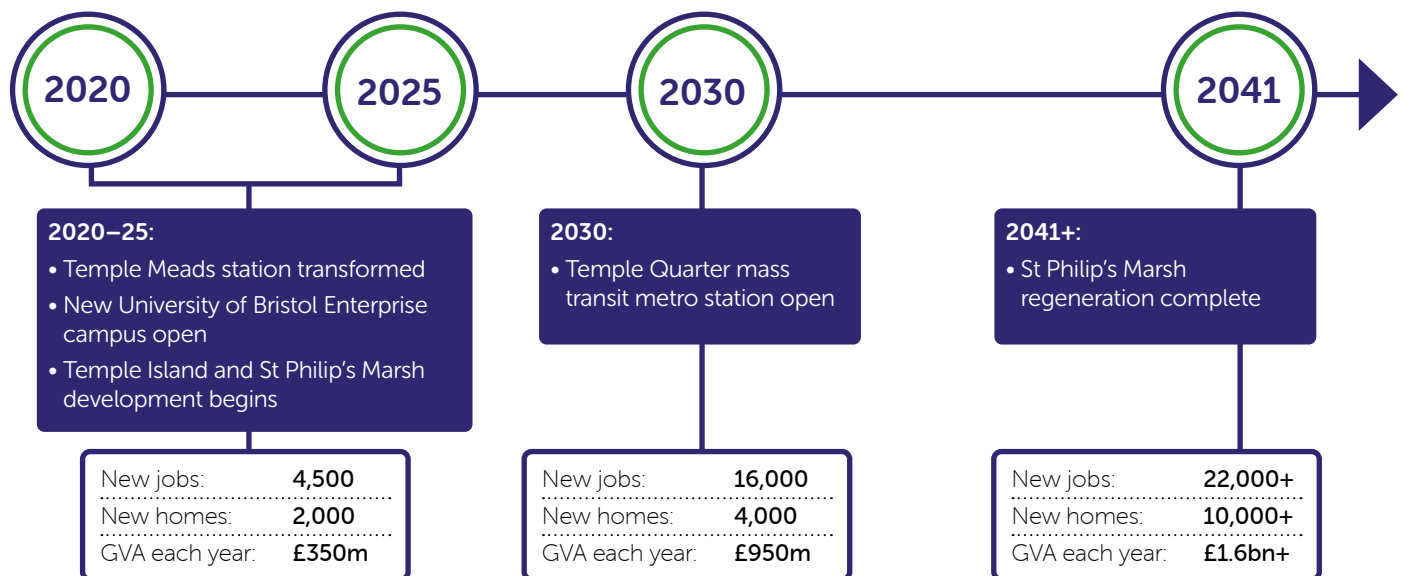 2020
2025
2030
2041
2020–25:
• Temple Meads station transformed
• New University of Bristol Enterprise
campus open
• Temple Island and St Philip's Marsh
development begins
2030:
• Temple Quarter mass
transit metro station open
2041+:
• St Philip's Marsh
regeneration complete
New jobs: 4,500
New homes: 2,000
GVA each year: £350m
New jobs: 16,000
New homes: 4,000
GVA each year: £950m
New jobs: 22,000+
New homes: 10,000+
GVA each year: £1.6bn+